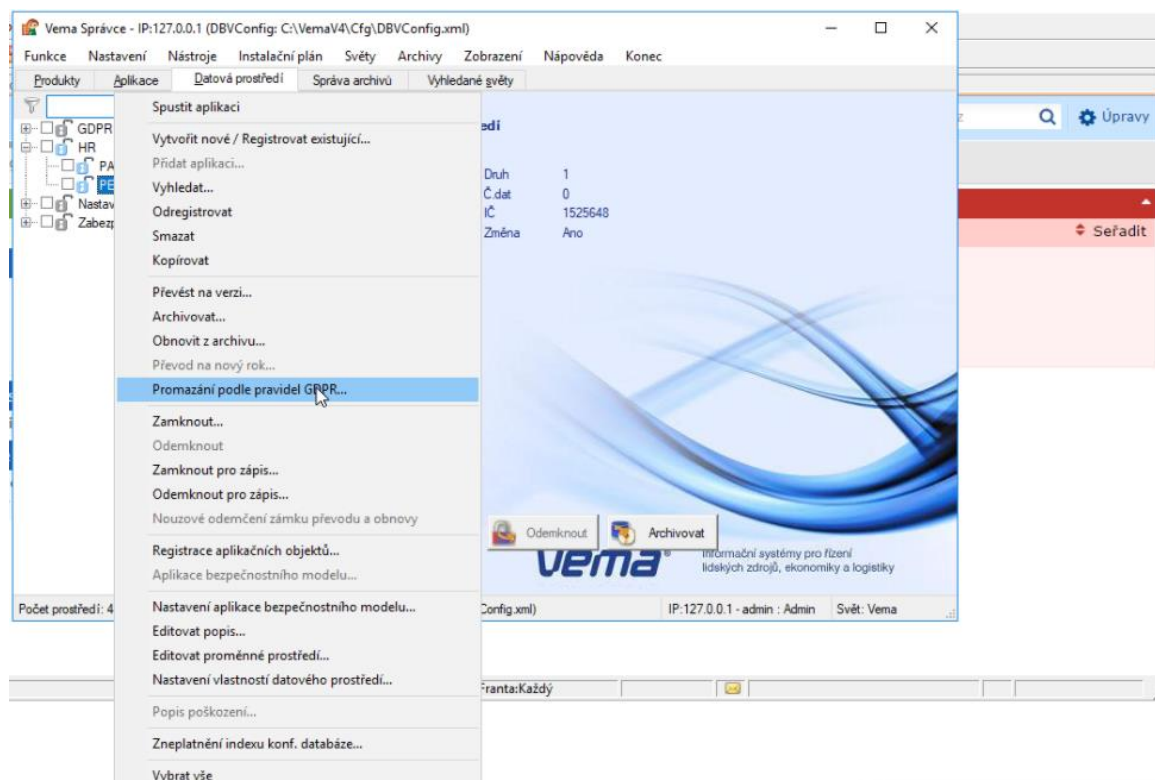 Vema Správce - IP:127.0.0.1 (DBVConfig: C:\VemaV4\Cfg\DBVConfig.xml)
Funkce Nastavení Nástroje Instalační plán Světy Archivy Zobrazení Nápověda Konec
Produkty Aplikace Datová prostředí Správa archivů Vyhledané světy
GDPR
HR
PA
PE
Nastav
Zabezp
Spustit aplikaci
Vytvořit nové / Registrovat existující...
Přidat aplikaci...
Vyhledat...
Odregistrovat
Smazat
Kopírovat
Převést na verzi...
Archivovat...
Obnovit z archivu...
Převod na nový rok...
Promazání podle pravidel GDPR...
Zamknout...
Odemknout
Zamknout pro zápis...
Odemknout pro zápis...
Nouzové odemčení zámku převodu a obnovy
Registrace aplikačních objektů...
Aplikace bezpečnostního modelu...
Nastavení aplikace bezpečnostního modelu...
Editovat popis...
Editovat proměnné prostředí...
Nastavení vlastností datového prostředí...
Popis poškození...
Zneplatnění indexu konf. databáze...
Vybrat vše
edí
Druh 1
Č.dat 0
IČ 1525648
Změna Ano
Odemknout Archivovat
vema®
Informační systémy pro řízení
lidských zdrojů, ekonomiky a logistiky
Počet prostředí: 4 Config.xml) IP:127.0.0.1 - admin : Admin Svět: Vema
z Úpravy
Seřadit
Franta:Každý